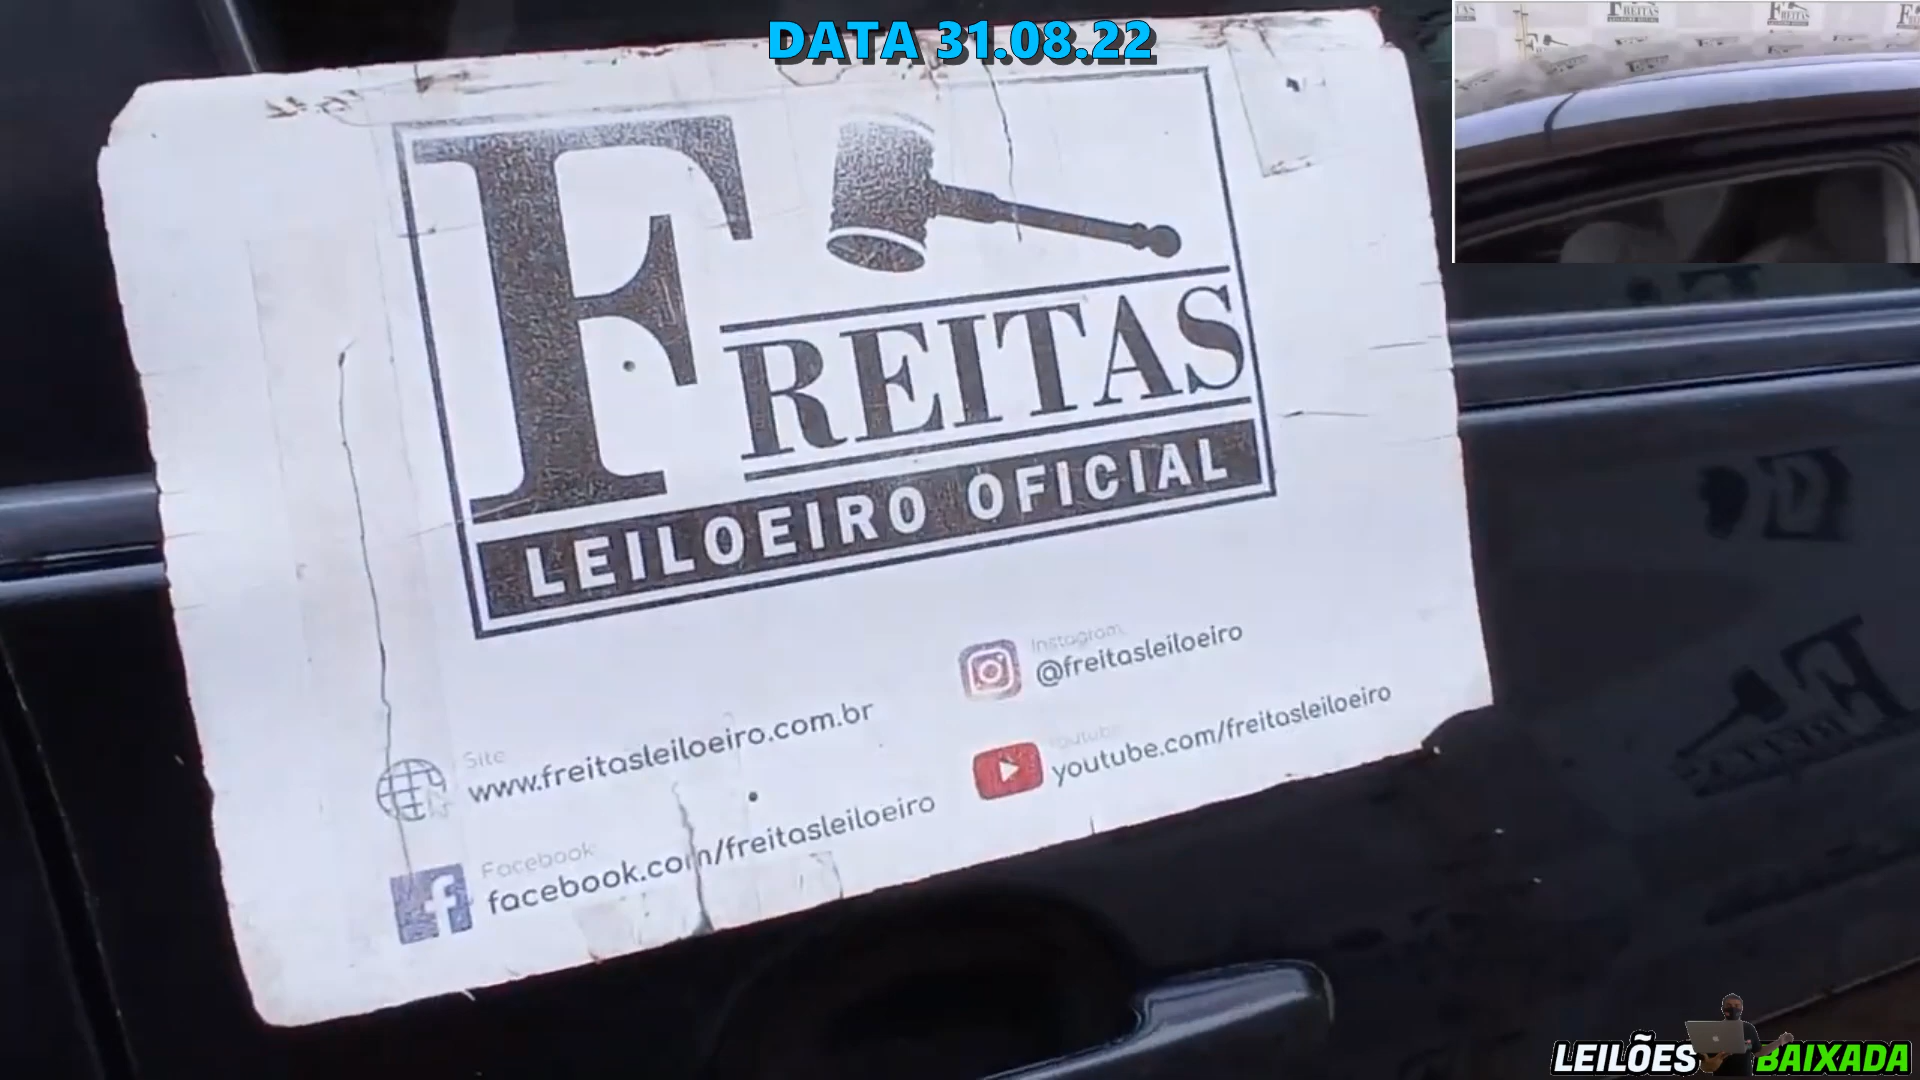 DATA 31.08.22
FREITAS
LEILOEIRO OFICIAL
Instagram
@freitasleiloeiro
Site
www.freitasleiloeiro.com.br
Youtube
youtube.com/freitasleiloeiro
Facebook
facebook.com/freitasleiloeiro
FREITAS
LEILÕES BAIXADA